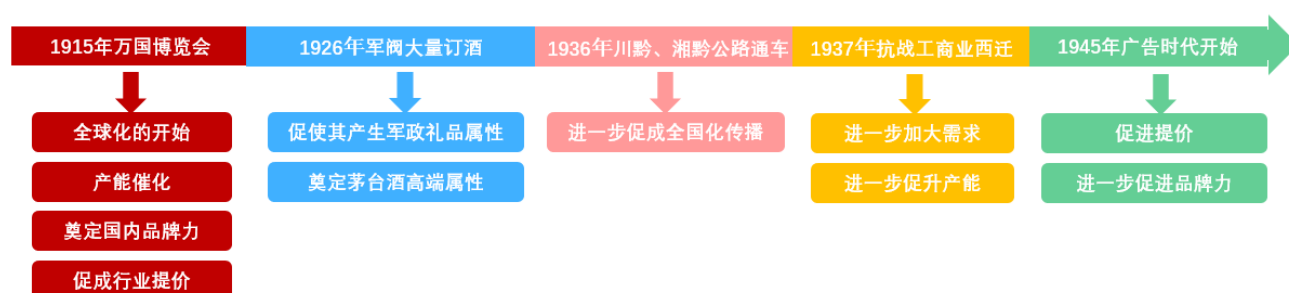 1915年万国博览会
1926年军阀大量订酒
1936年川黔、湘黔公路通车
1937年抗战工商业西迁
1945年广告时代开始
全球化的开始
产能催化
奠定国内品牌力
促成行业提价
促使其产生军政礼品属性
奠定茅台酒高端属性
进一步促成全国化传播
进一步加大需求
进一步促升产能
促进提价
进一步促进品牌力